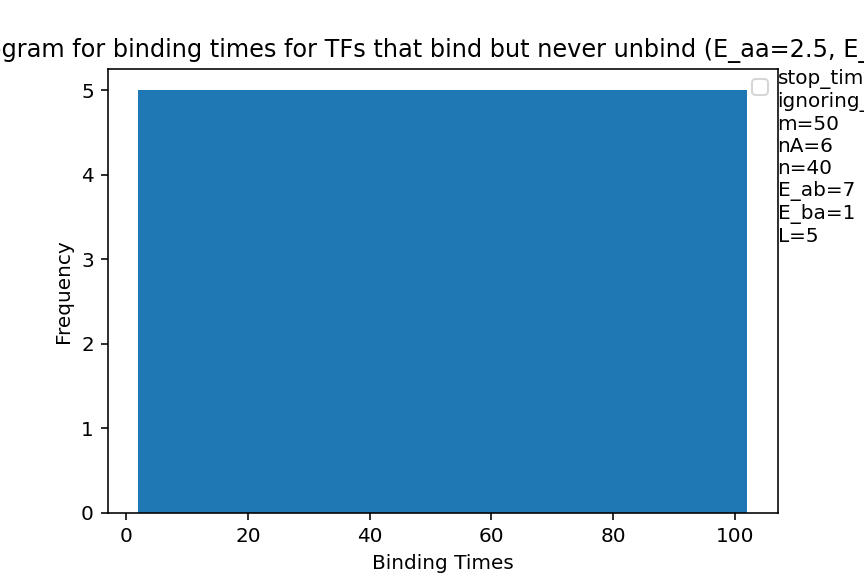 gram for binding times for TFs that bind but never unbind (E_aa=2.5, E_
stop_tim
ignoring_
m=50
nA=6
n=40
E_ab=7
E_ba=1
L=5
5
4
3
2
1
0
Frequency
0 20 40 60 80 100
Binding Times